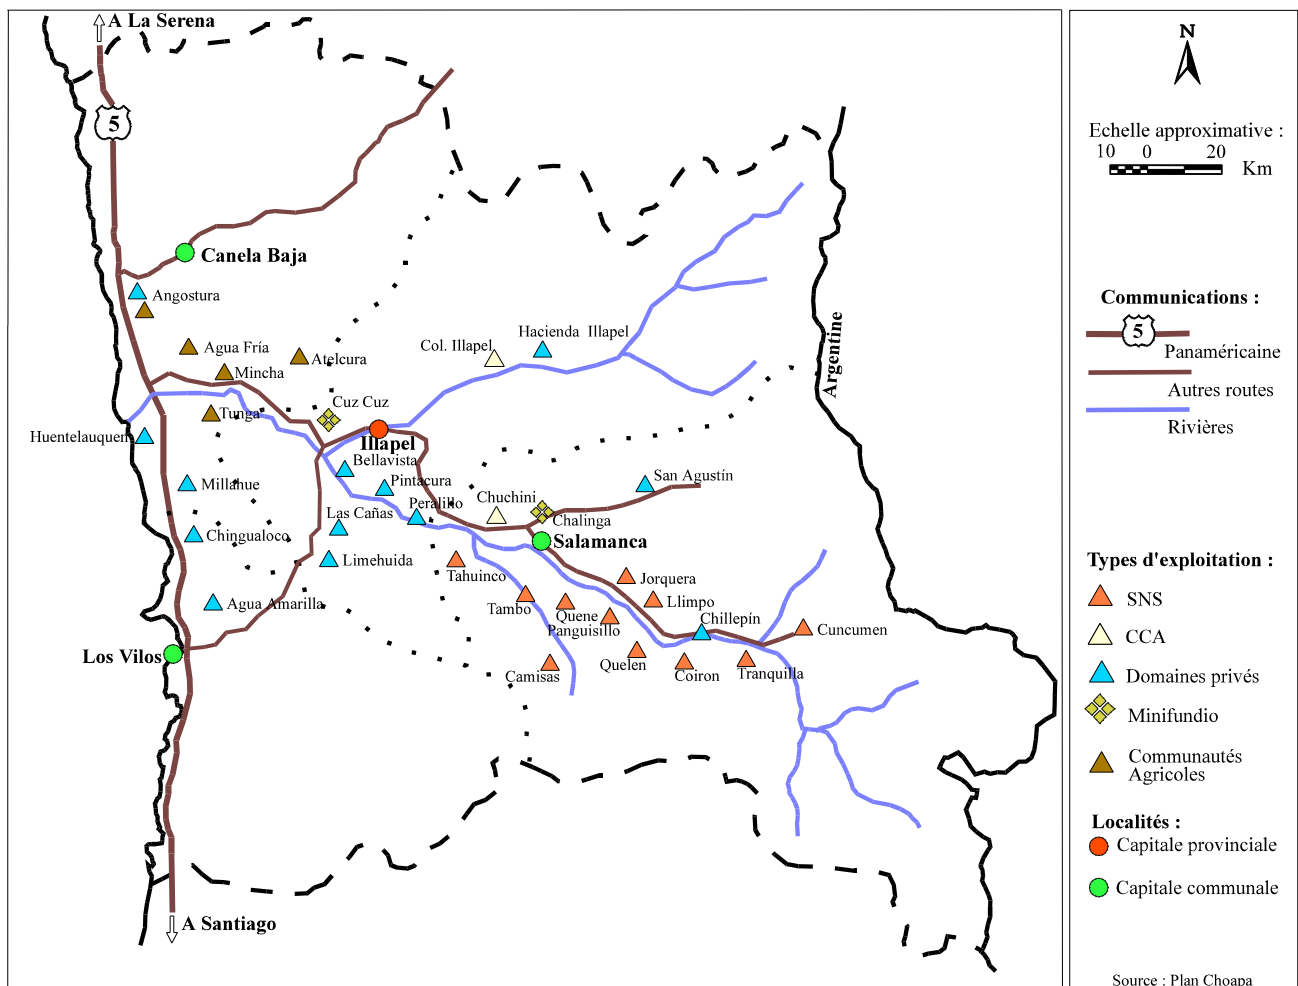 A La Serena
5
Canela Baja
Angostura
Agua Fría
Atelcura
Mincha
Tunga
Cuz Cuz
Col. Illapel
Hacienda Illapel
Illapel
Huentelauquen
Bellavista
Pintacura
Peralillo
Millahue
Las Cañas
Chuchini
San Agustín
Chalinga
Chingualoco
Salamanca
Limehuida
Tahuinco
Jorquera
Agua Amarilla
Tambo
Quene
Llimpo
Panguisillo
Chillepín
Cuncumen
Los Vilos
Camisas
Quelen
Coiron
Tranquilla
A Santiago
Argentine
N
Echelle approximative :
10 0 20
Km
Communications :
5
Panaméricaine
Autres routes
Rivières
Types d'exploitation :
SNS
CCA
Domaines privés
Minifundio
Communautés
Agricoles
Localités :
Capitale provinciale
Capitale communale
Source : Plan Choapa